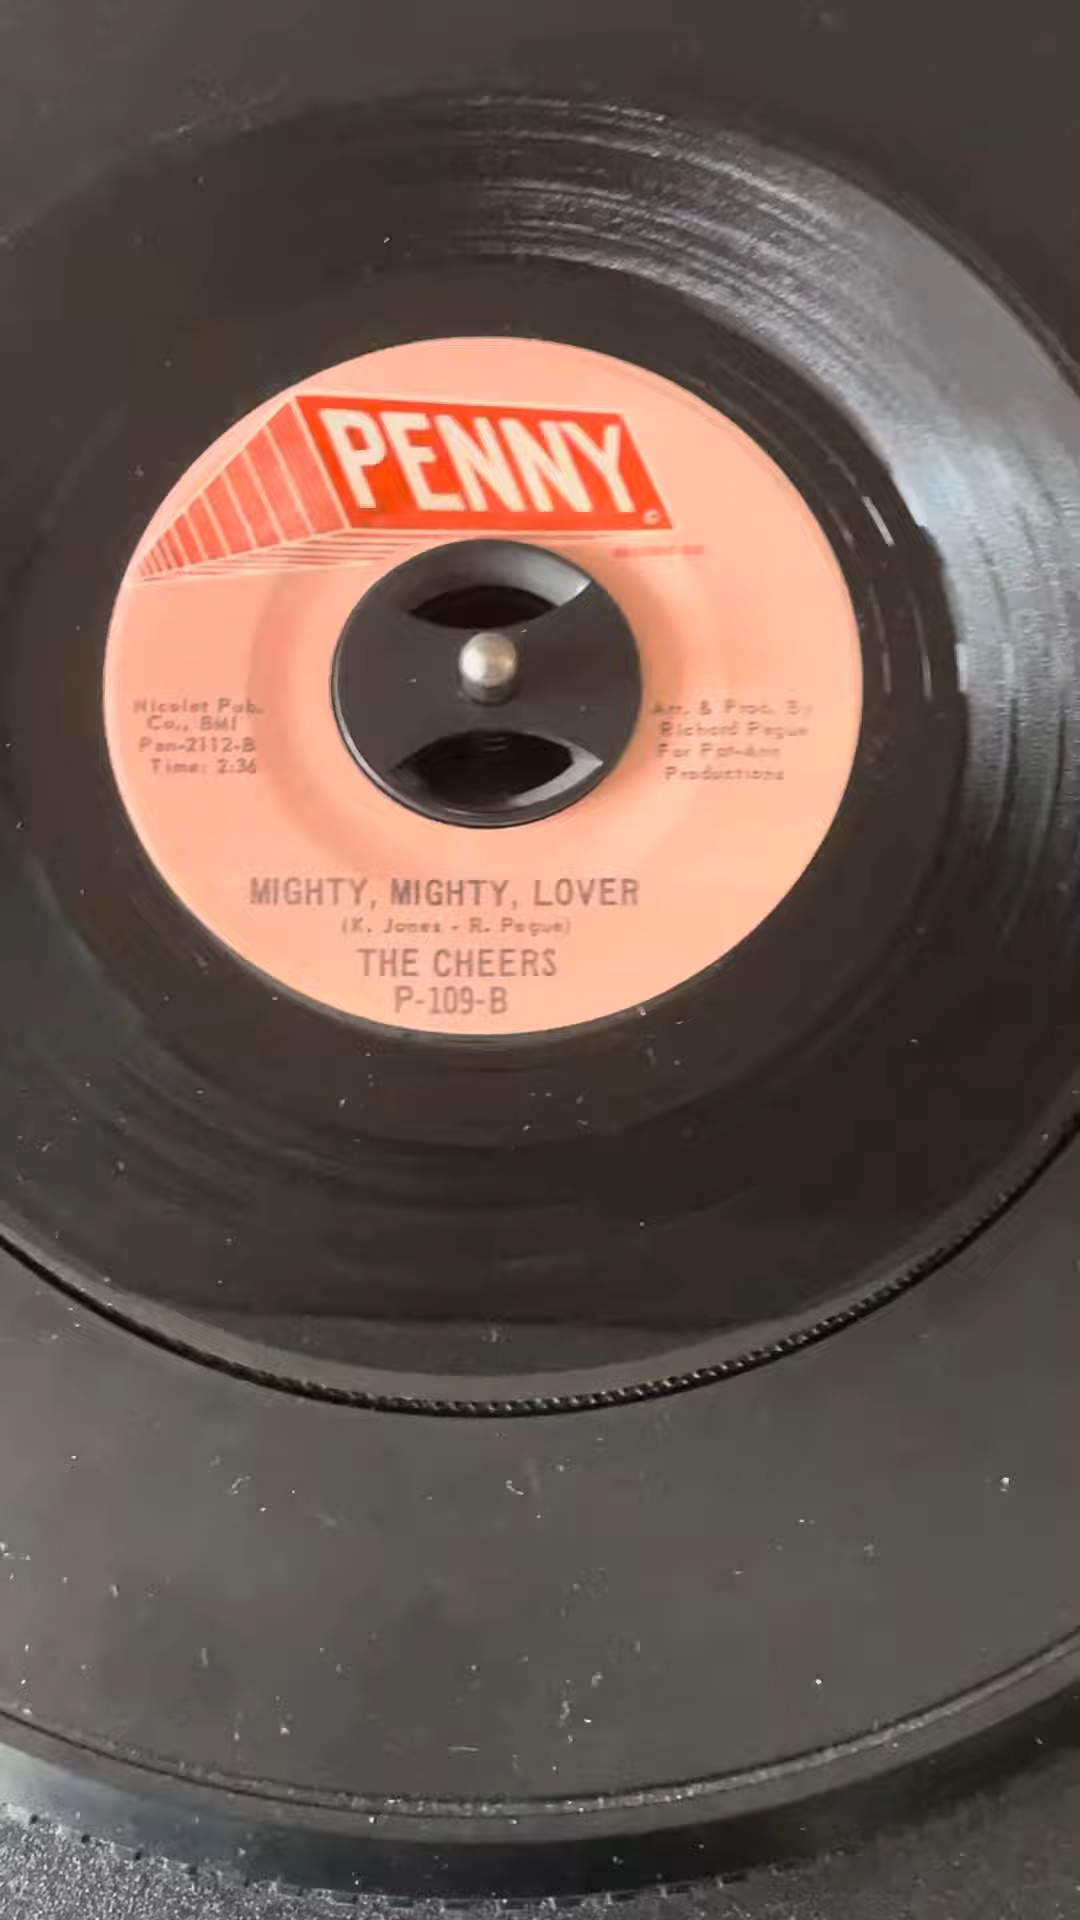 PENNY
Nicolet Pub.
Co., BMI
Pen-2112-B
Time: 2:36
Arr. & Prod. By
Richard Pegue
For Pat-Ann
Productions
MIGHTY, MIGHTY, LOVER
(K. Jones - R. Pegue)
THE CHEERS
P-109-B